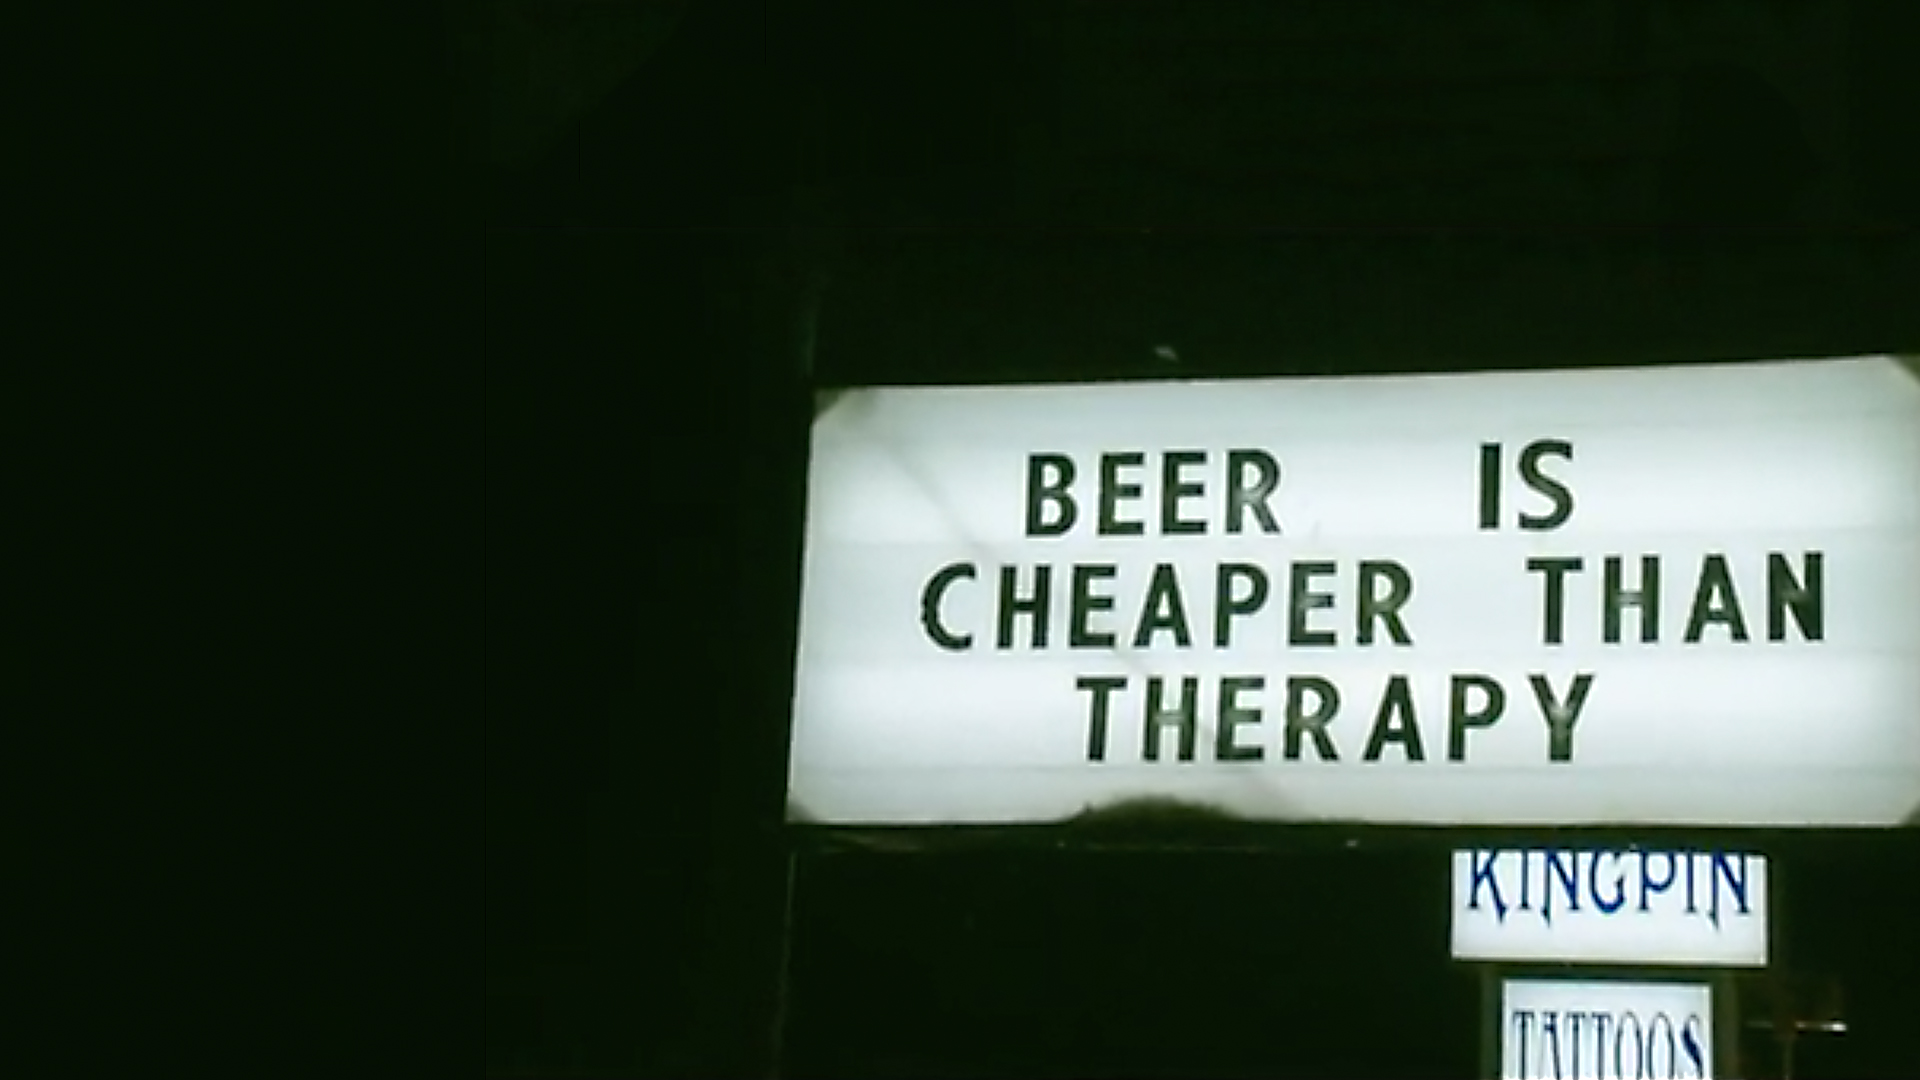 BEER IS
CHEAPER THAN
THERAPY
KINGPIN
TATTOOS